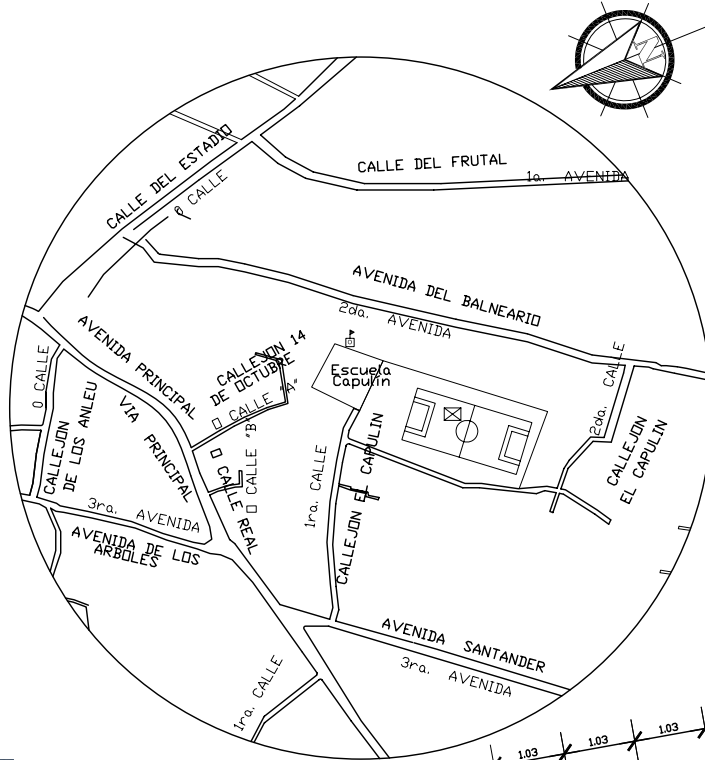 N
CALLE DEL ESTADIO
0 CALLE
CALLE DEL FRUTAL
1a. AVENIDA
AVENIDA DEL BALNEARIO
2da. AVENIDA
AVENIDA PRINCIPAL
CALLEJON 14
DE OCTUBRE
0 CALLE "A"
Escuela
Capulin
2da. CALLE
CALLEJON
EL CAPULIN
0 CALLE
CALLEJON
DE LOS ANLEU
VIA PRINCIPAL
0 CALLE "B"
O CALLE REAL
1ra. CALLE
CALLEJON EL CAPULIN
3ra. AVENIDA
AVENIDA DE LOS
ARBOLES
AVENIDA SANTANDER
3ra. AVENIDA
1ra. CALLE
1.03
1.03
1.03